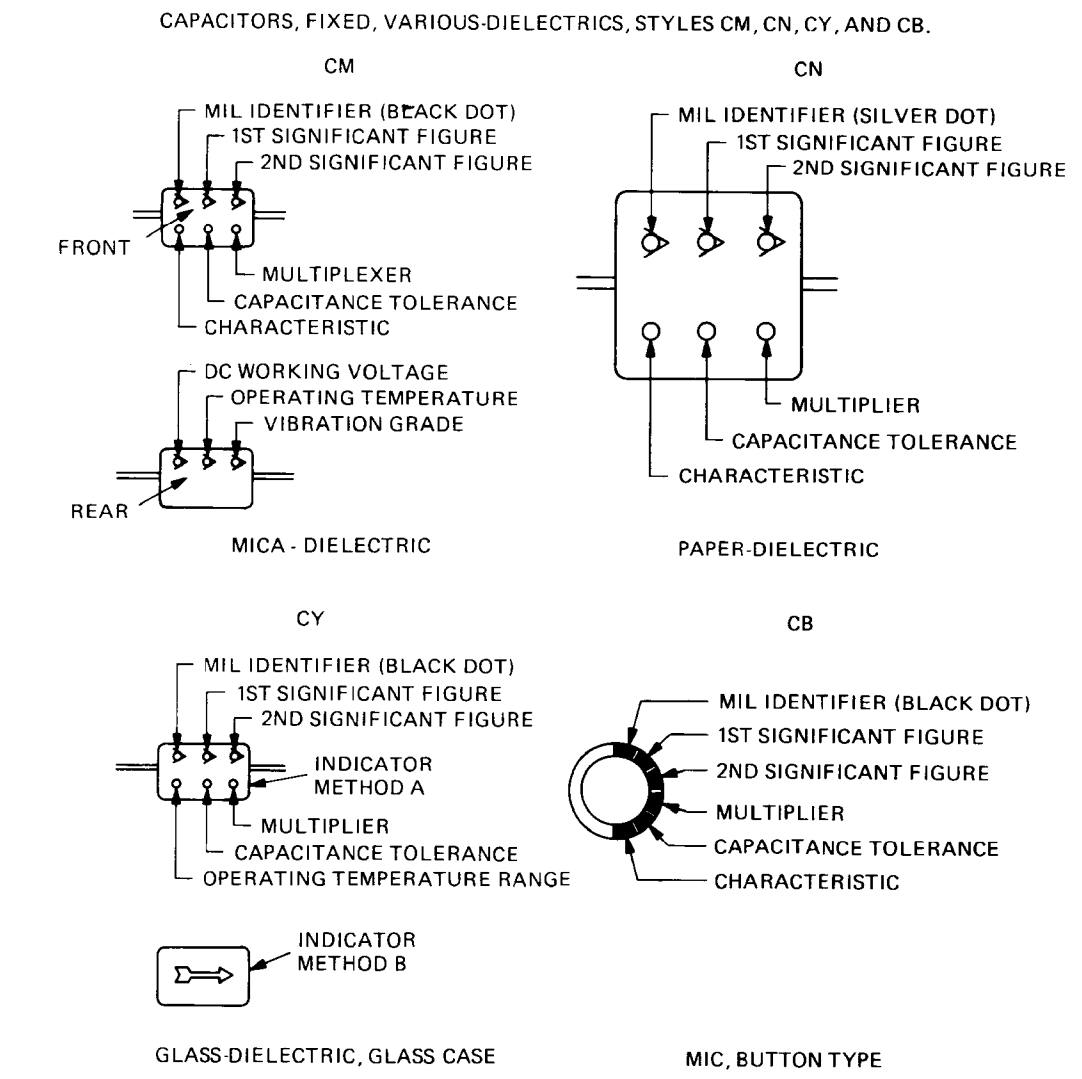 CAPACITORS, FIXED, VARIOUS-DIELECTRICS, STYLES CM, CN, CY, AND CB.
CM
MIL IDENTIFIER (BLACK DOT)
1ST SIGNIFICANT FIGURE
2ND SIGNIFICANT FIGURE
FRONT
MULTIPLEXER
CAPACITANCE TOLERANCE
CHARACTERISTIC
DC WORKING VOLTAGE
OPERATING TEMPERATURE
VIBRATION GRADE
REAR
MICA - DIELECTRIC
CN
MIL IDENTIFIER (SILVER DOT)
1ST SIGNIFICANT FIGURE
2ND SIGNIFICANT FIGURE
MULTIPLIER
CAPACITANCE TOLERANCE
CHARACTERISTIC
PAPER-DIELECTRIC
CY
MIL IDENTIFIER (BLACK DOT)
1ST SIGNIFICANT FIGURE
2ND SIGNIFICANT FIGURE
INDICATOR
METHOD A
MULTIPLIER
CAPACITANCE TOLERANCE
OPERATING TEMPERATURE RANGE
INDICATOR
METHOD B
GLASS-DIELECTRIC, GLASS CASE
CB
MIL IDENTIFIER (BLACK DOT)
1ST SIGNIFICANT FIGURE
2ND SIGNIFICANT FIGURE
MULTIPLIER
CAPACITANCE TOLERANCE
CHARACTERISTIC
MIC, BUTTON TYPE